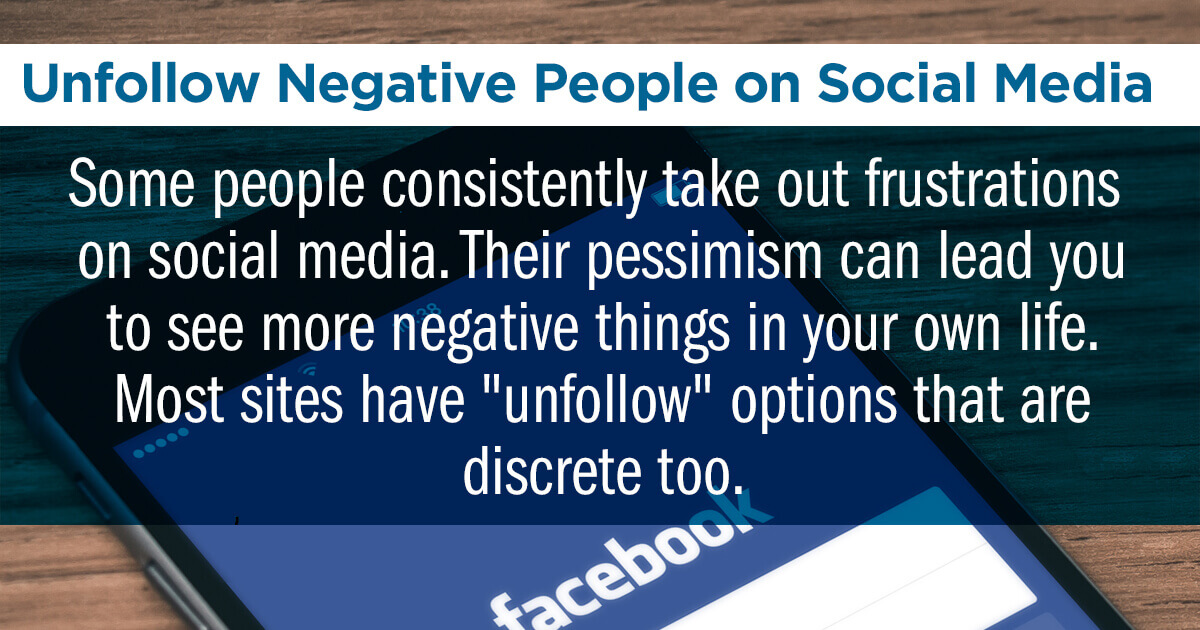 Unfollow Negative People on Social Media
Some people consistently take out frustrations
on social media. Their pessimism can lead you
to see more negative things in your own life.
Most sites have "unfollow" options that are
discrete too.
10:38
facebook